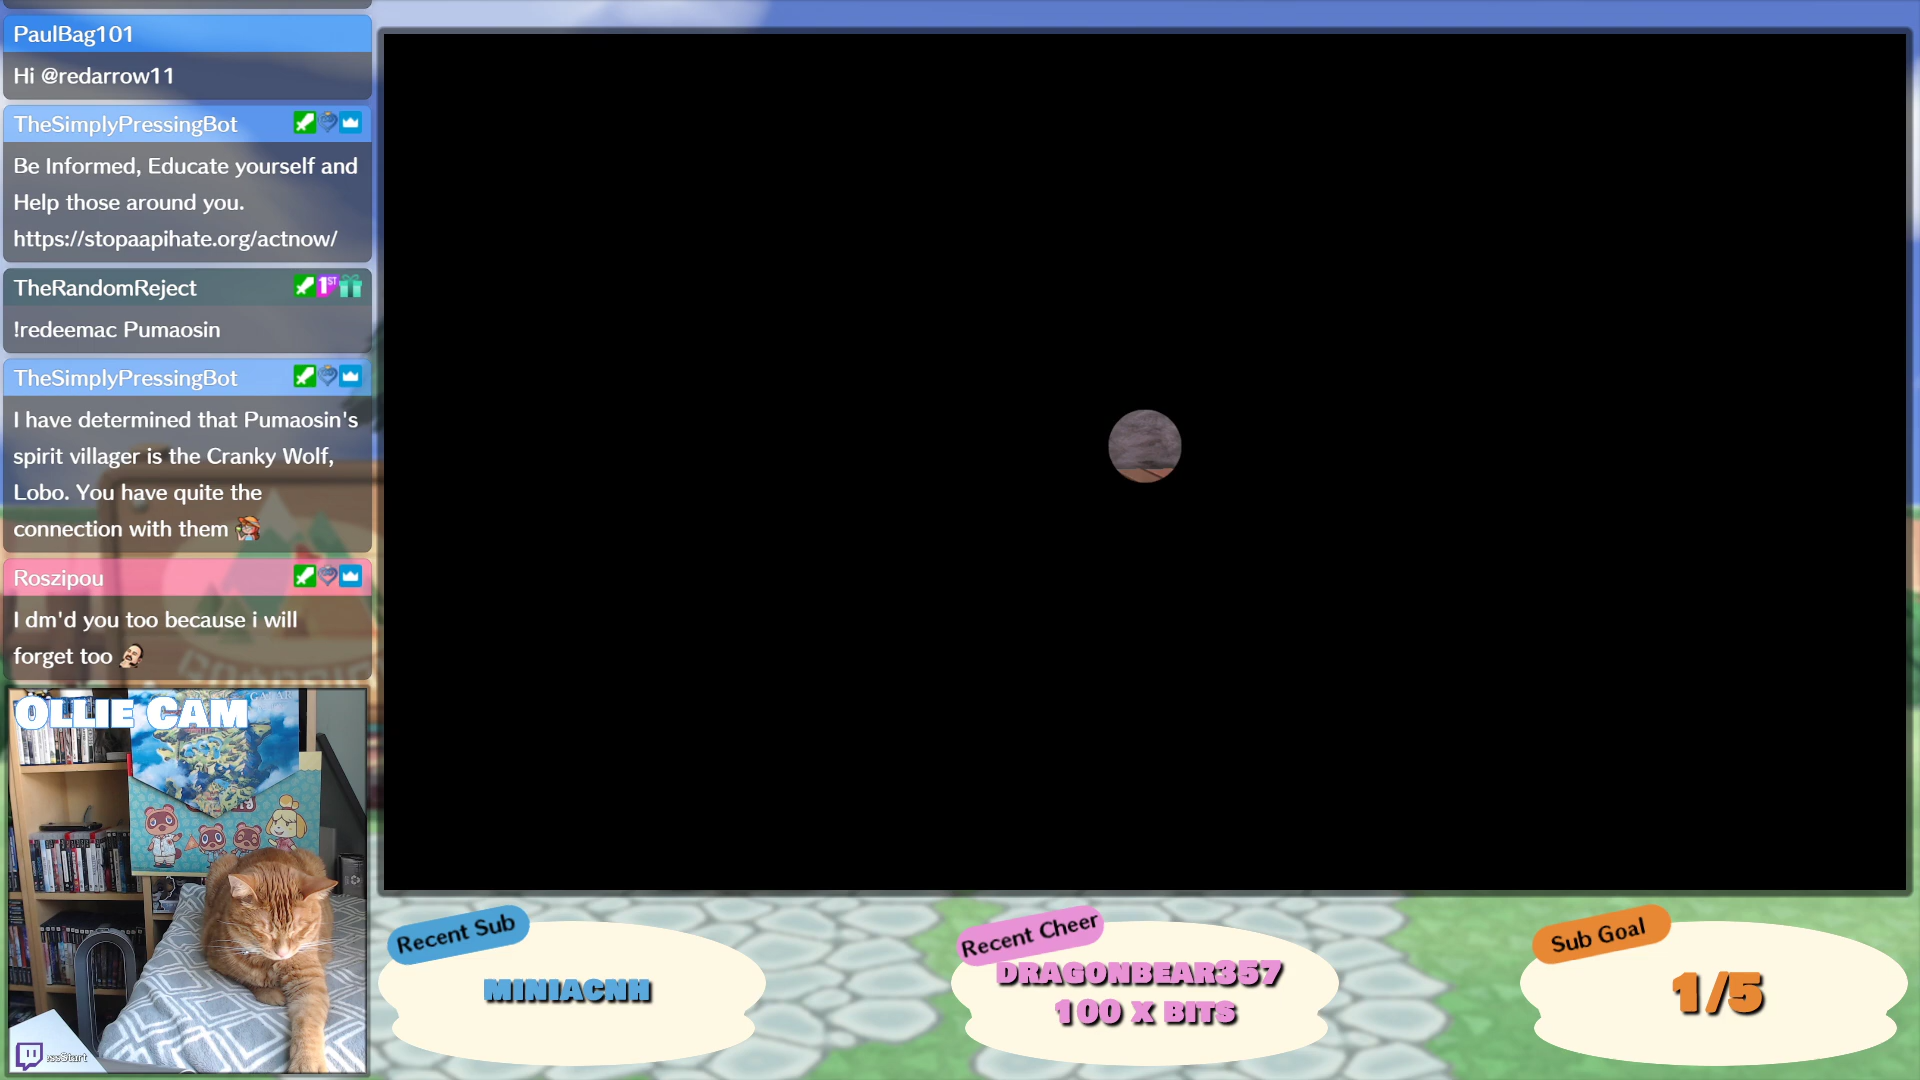 PaulBag101
Hi @redarrow11
TheSimplyPressingBot
Be Informed, Educate yourself and
Help those around you.
https://stopaapihate.org/actnow/
TheRandomReject
1ST
!redeemac Pumaosin
TheSimplyPressingBot
I have determined that Pumaosin's
spirit villager is the Cranky Wolf,
Lobo. You have quite the
connection with them
Roszipou
I dm'd you too because i will
forget too
OLLIE CAM
Recent Sub
MINIACNH
Recent Cheer
DRAGONBEAR357
100 X BITS
Sub Goal
1/5